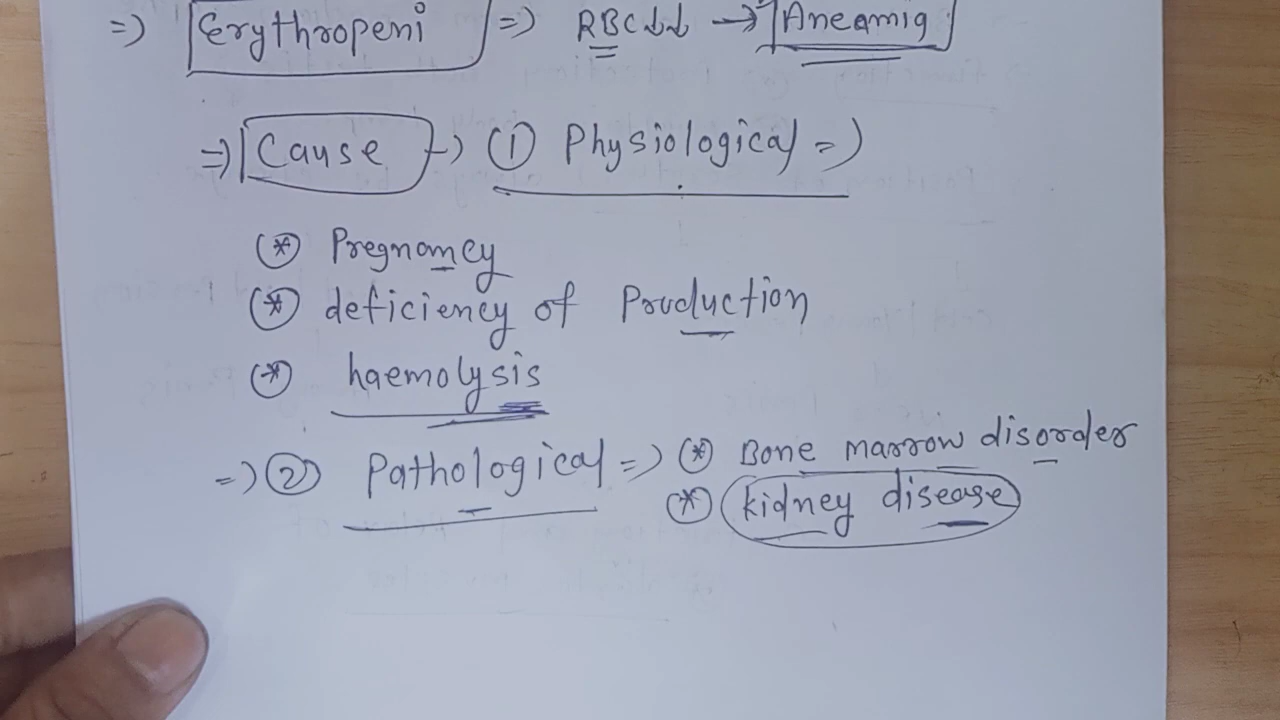 => Erythropeni => RBC↓↓ → Aneamia
=> Cause → ① Physiological =>
* Pregnancy
* deficiency of Production
* haemolysis
=> ② Pathological => * Bone marrow disorder
* kidney disease